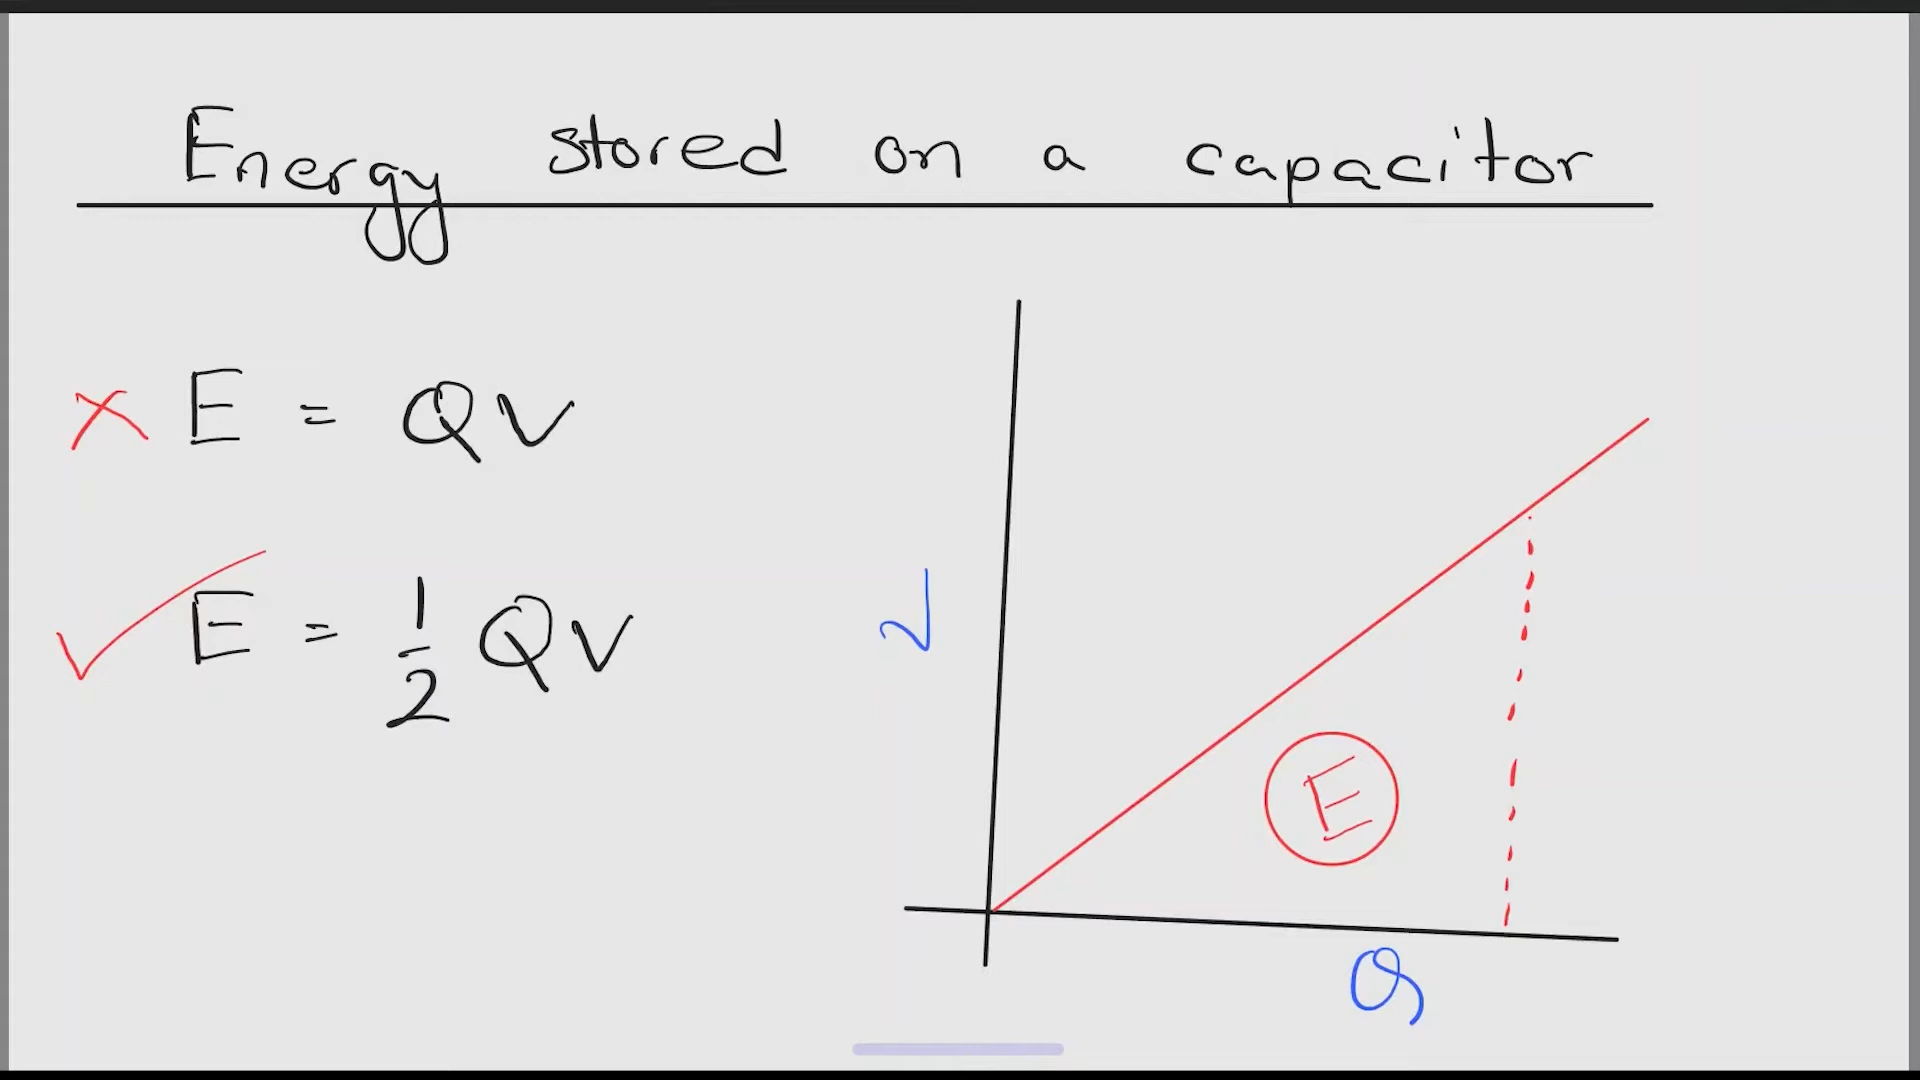 Energy stored on a capacitor
× E = QV
✓ E = 1/2 QV
V
E
Q